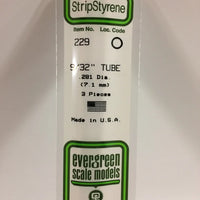 StripStyrene
Item No. Loc. Code
229
9/32" TUBE
.281 Dia.
(7.1 mm)
3 Pieces
Made in U.S.A.
evergreen
scale models